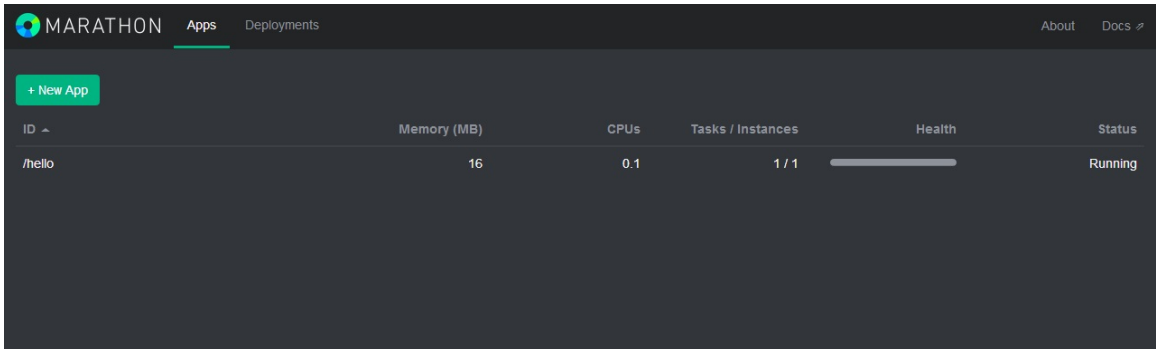 MARATHON Apps Deployments About Docs
+ New App
ID Memory (MB) CPUs Tasks / Instances Health Status
/hello 16 0.1 1 / 1 Running